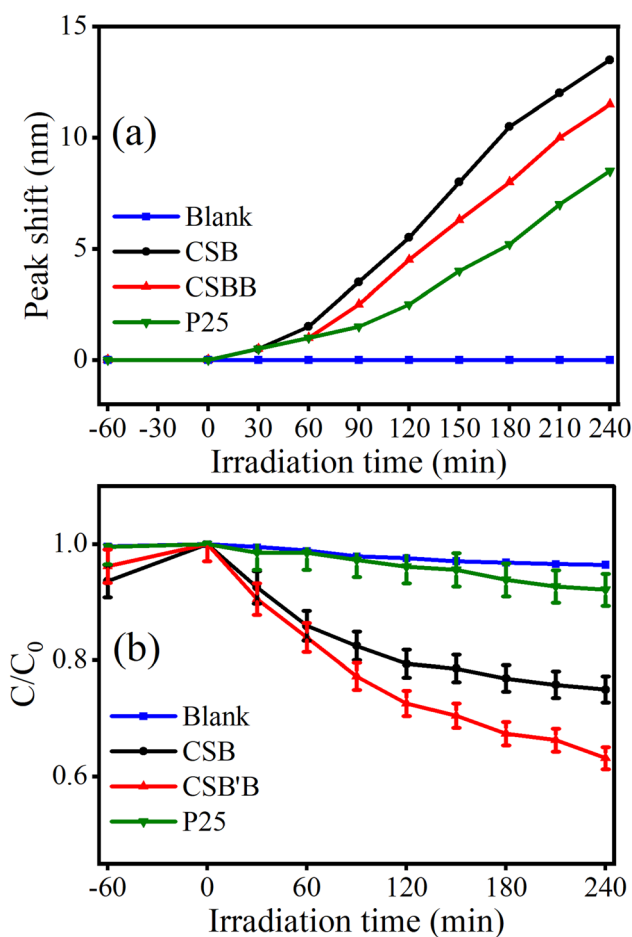 15
10
5
0
Peak shift (nm)
(a)
Blank
CSB
CSBB
P25
-60 -30 0 30 60 90 120 150 180 210 240
Irradiation time (min)
1.0
0.8
0.6
C/C0
(b)
Blank
CSB
CSB'B
P25
-60 0 60 120 180 240
Irradiation time (min)